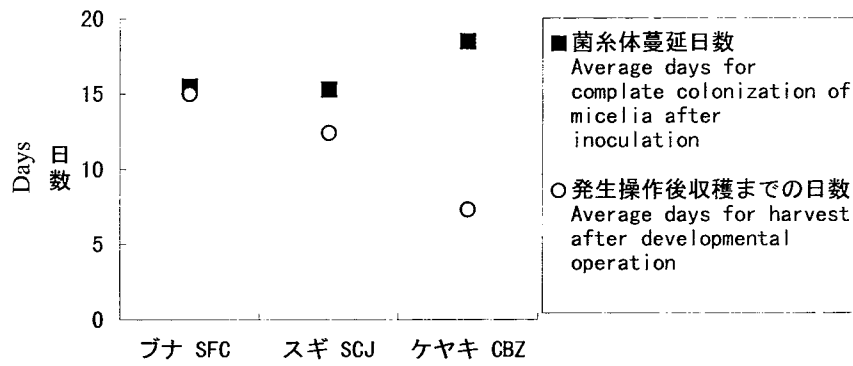 20
15
10
5
0
Days
日数
ブナ SFC
スギ SCJ
ケヤキ CBZ
■菌糸体蔓延日数
Average days for
complate colonization of
micelia after
inoculation
○発生操作後収穫までの日数
Average days for harvest
after developmental
operation